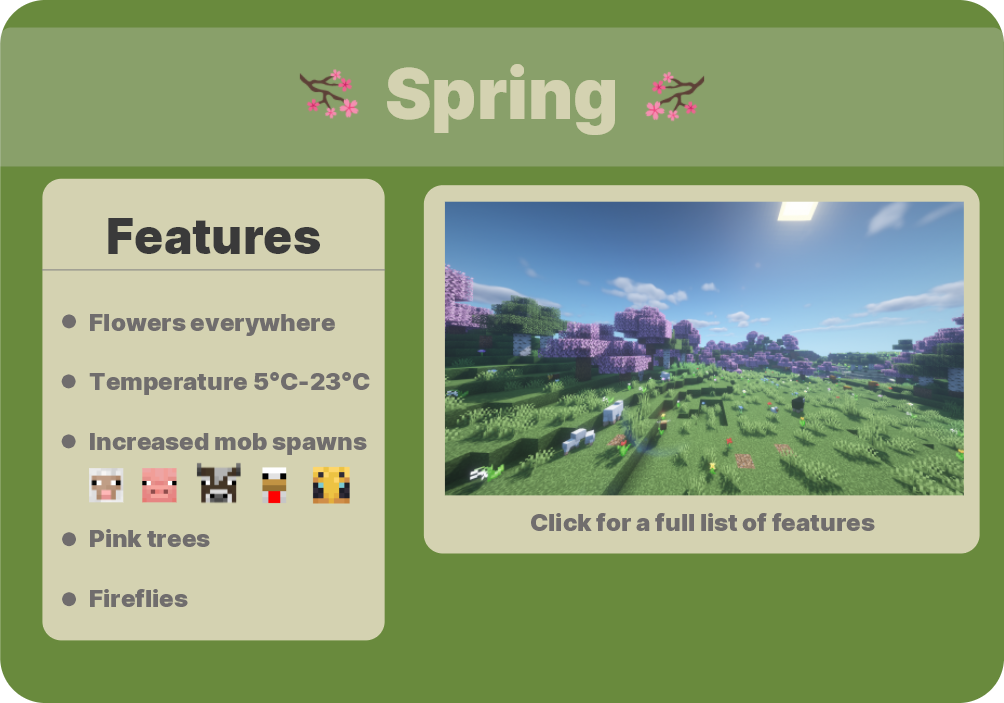 Spring
Features
Flowers everywhere
Temperature 5°C-23°C
Increased mob spawns
Pink trees
Fireflies
Click for a full list of features